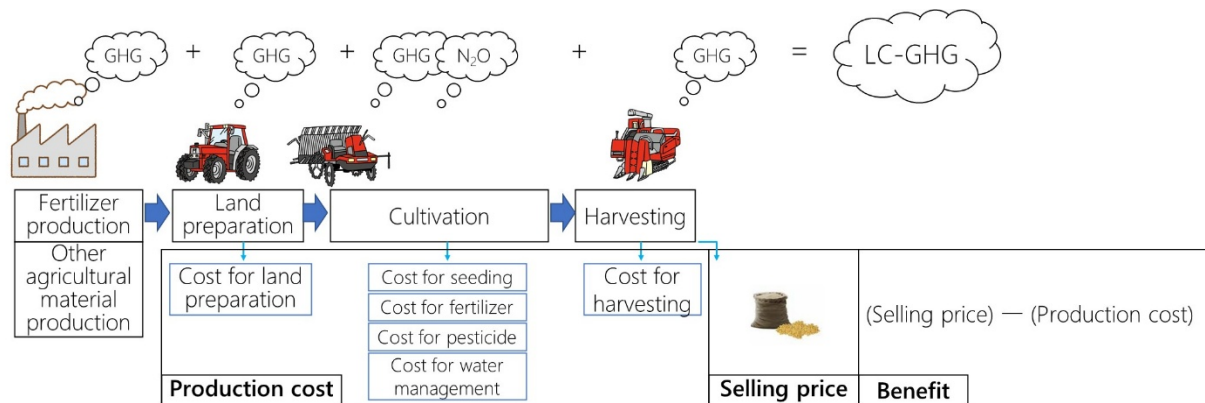 GHG + GHG + GHG N₂O + GHG = LC-GHG
Fertilizer
production
Land
preparation
Cultivation
Harvesting
Other
agricultural
material
production
Cost for land
preparation
Cost for seeding
Cost for fertilizer
Cost for pesticide
Cost for water
management
Cost for
harvesting
(Selling price) — (Production cost)
Production cost
Selling price
Benefit